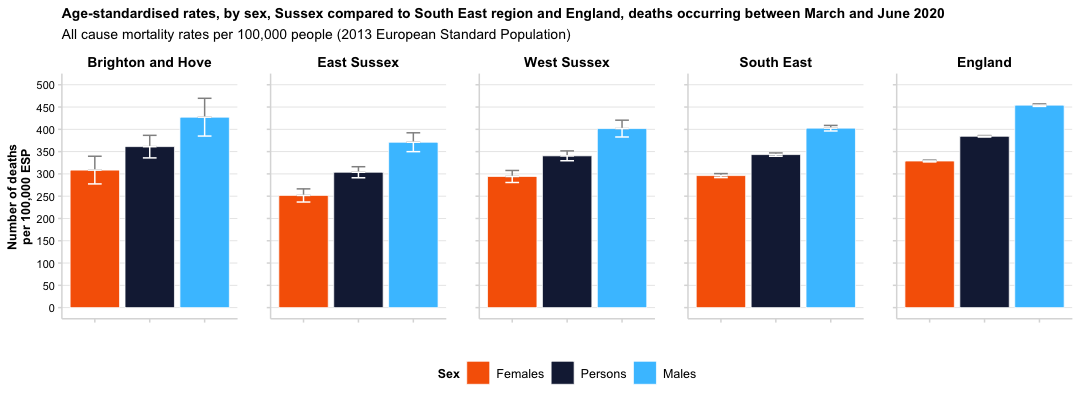 Age-standardised rates, by sex, Sussex compared to South East region and England, deaths occurring between March and June 2020
All cause mortality rates per 100,000 people (2013 European Standard Population)
Brighton and Hove
East Sussex
West Sussex
South East
England
Number of deaths
per 100,000 ESP
500
450
400
350
300
250
200
150
100
50
0
Sex Females Persons Males